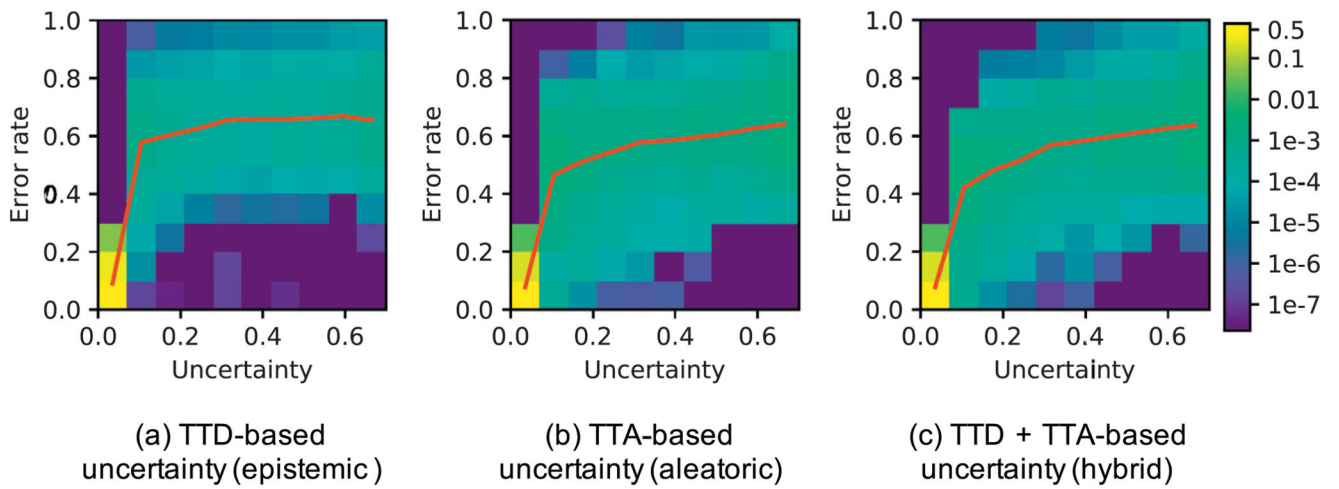 1.0
0.8
0.6
0.4
0.2
0.0
Error rate
0.0 0.2 0.4 0.6
Uncertainty
1.0
0.8
0.6
0.4
0.2
0.0
Error rate
0.0 0.2 0.4 0.6
Uncertainty
1.0
0.8
0.6
0.4
0.2
0.0
Error rate
0.0 0.2 0.4 0.6
Uncertainty
0.5
0.1
0.01
1e-3
1e-4
1e-5
1e-6
1e-7
(a) TTD-based
uncertainty (epistemic )
(b) TTA-based
uncertainty (aleatoric)
(c) TTD + TTA-based
uncertainty (hybrid)